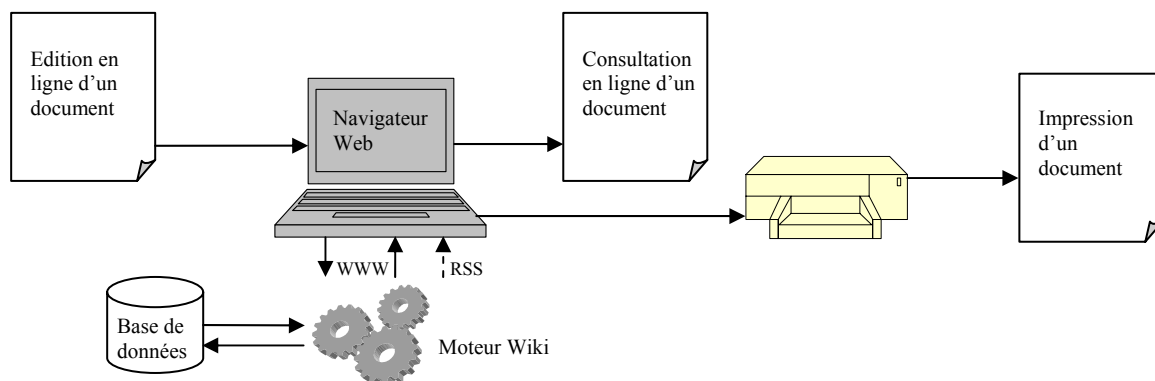 Edition en
ligne d'un
document
Navigateur
Web
Consultation
en ligne d'un
document
Impression
d'un
document
WWW
RSS
Base de
données
Moteur Wiki